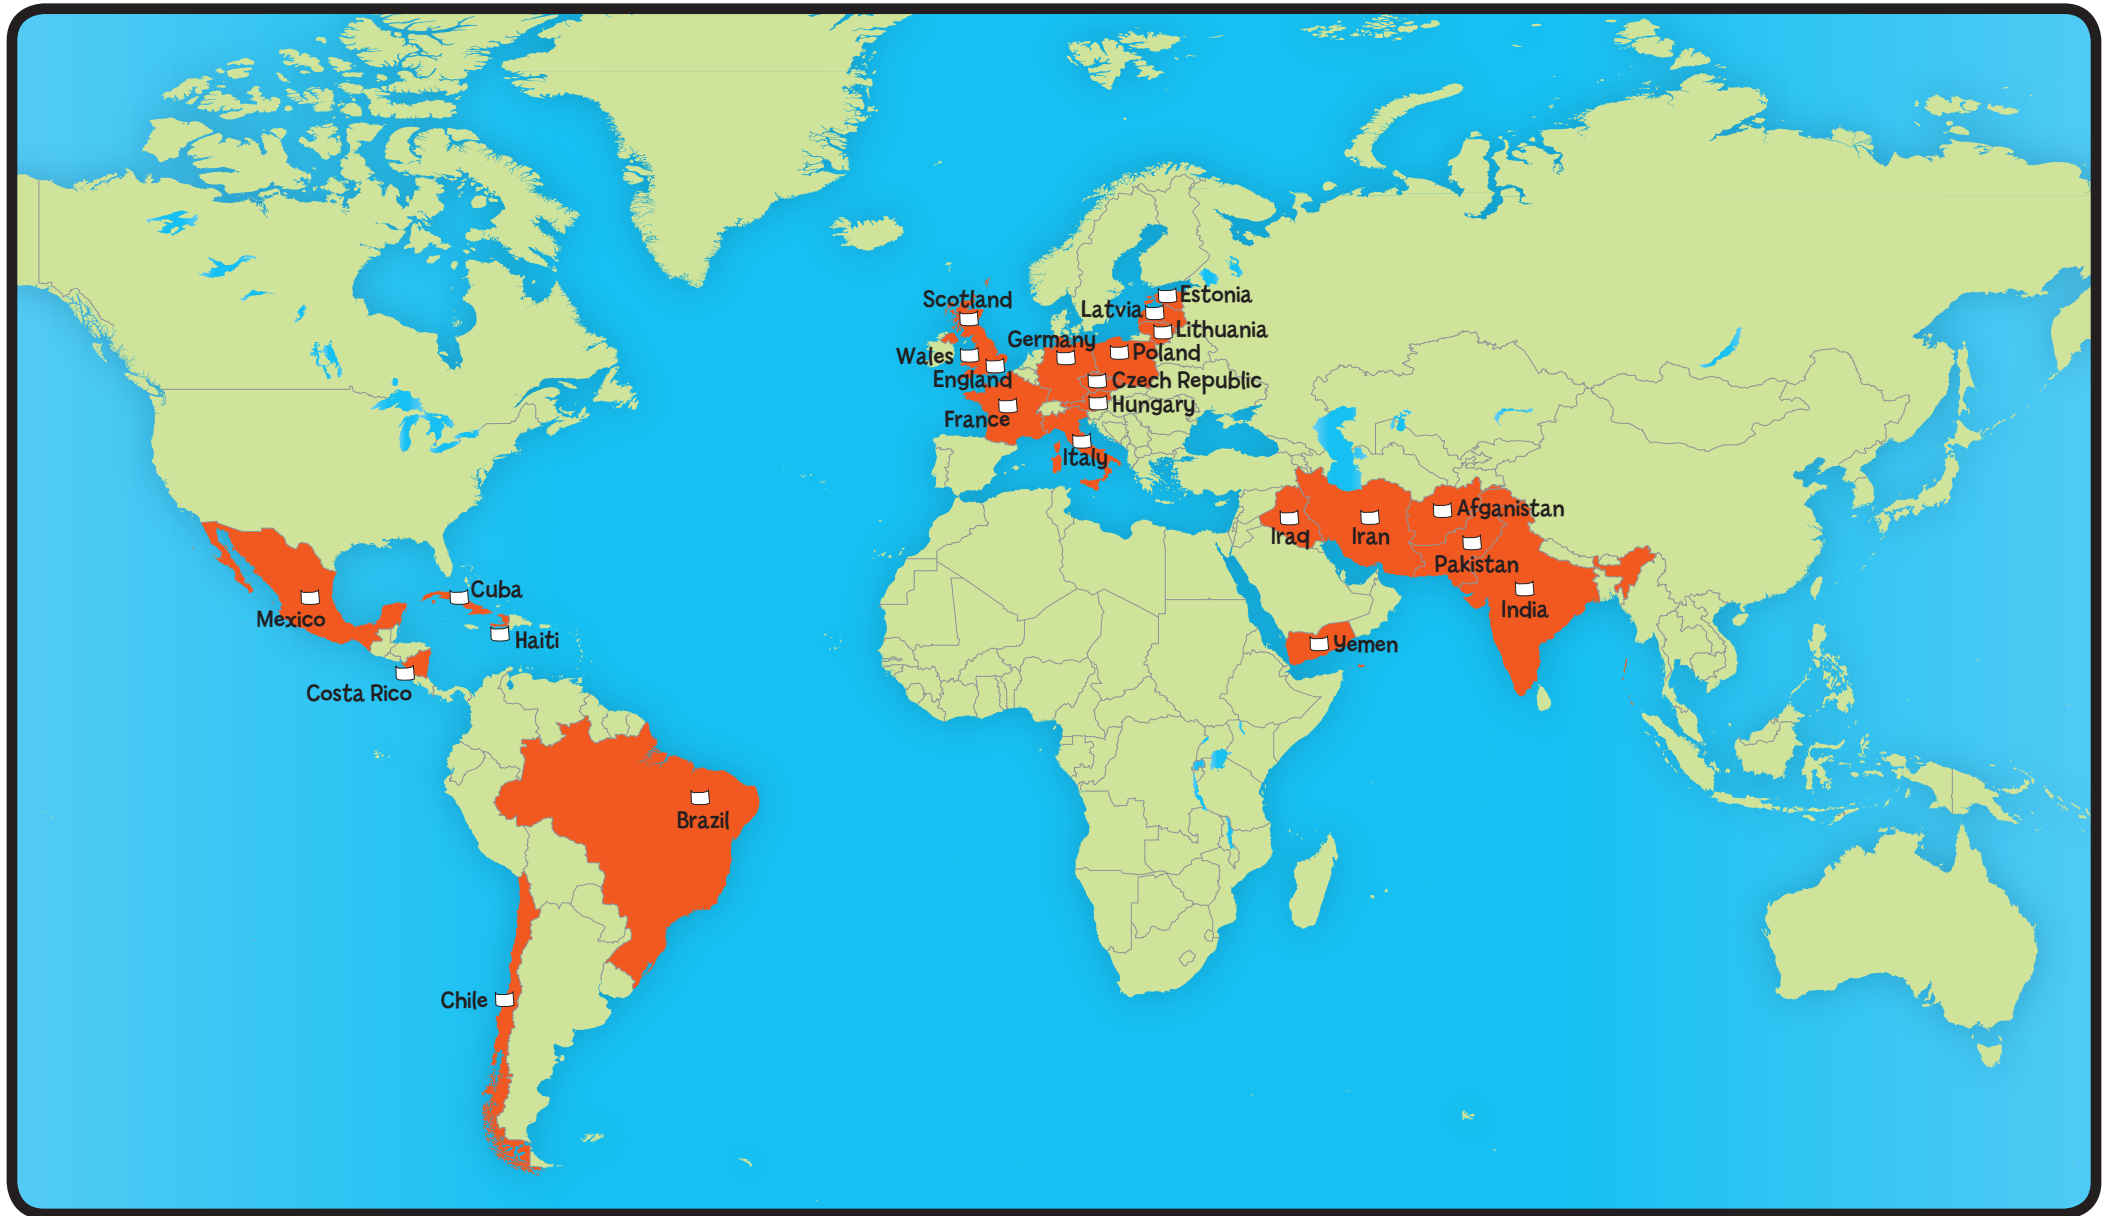 Scotland
Estonia
Latvia
Lithuania
Germany
Wales
Poland
England
Czech Republic
Hungary
France
Italy
Afganistan
Iraq
Iran
Pakistan
Cuba
India
Mexico
Haiti
Yemen
Costa Rico
Brazil
Chile